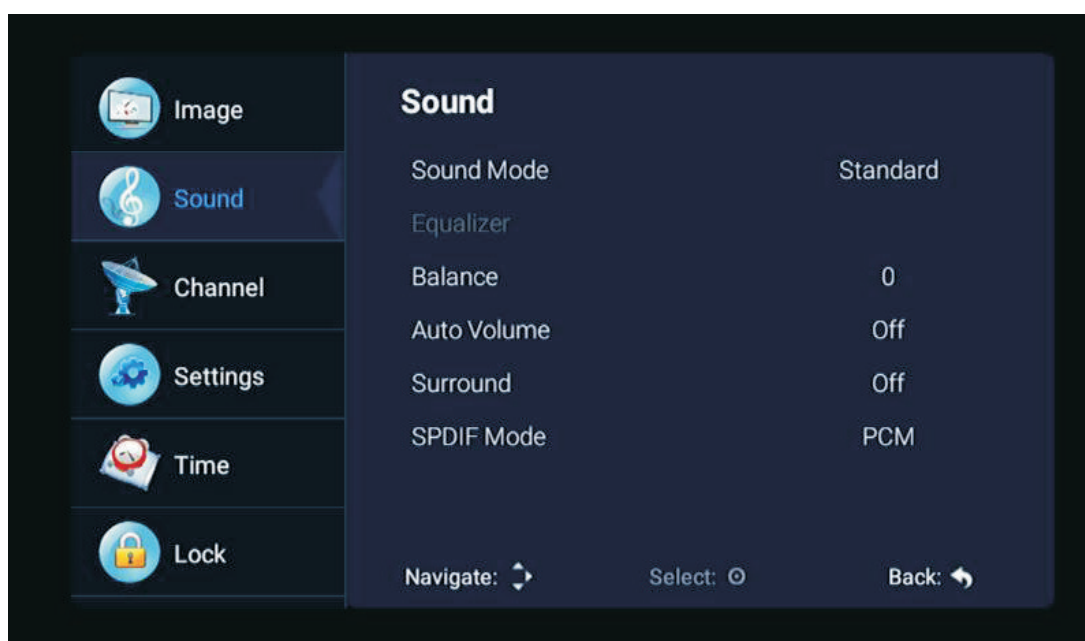 Image
Sound
Channel
Settings
Time
Lock
Sound
Sound Mode Standard
Equalizer
Balance 0
Auto Volume Off
Surround Off
SPDIF Mode PCM
Navigate: Select: Back: